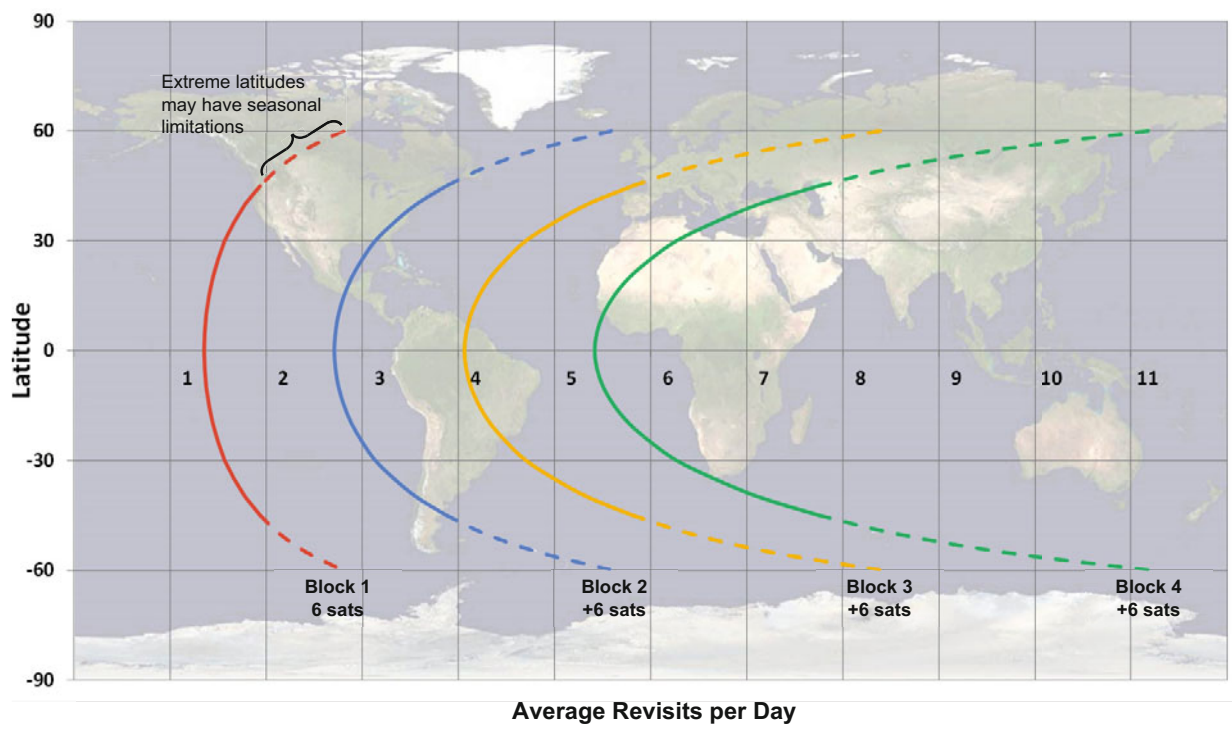 90
Extreme latitudes
may have seasonal
limitations
60
30
Latitude
0
1 2 3 4 5 6 7 8 9 10 11
-30
-60
Block 1 Block 2 Block 3 Block 4
6 sats +6 sats +6 sats +6 sats
-90
Average Revisits per Day